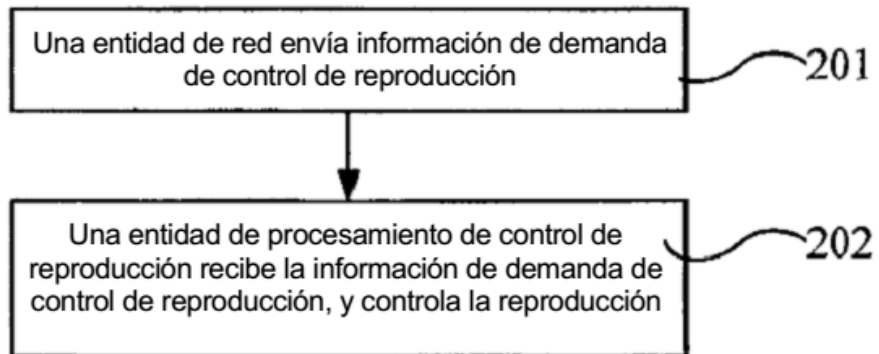 Una entidad de red envía información de demanda
de control de reproducción
201
Una entidad de procesamiento de control de
reproducción recibe la información de demanda de
control de reproducción, y controla la reproducción
202